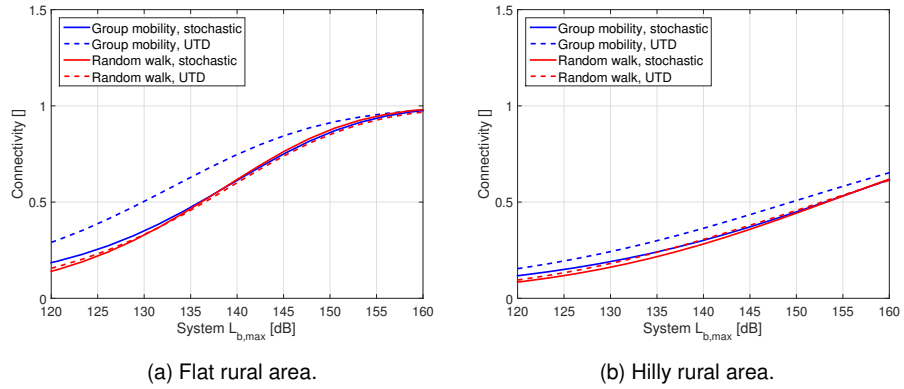 1.5
1
0.5
0
Connectivity []
Group mobility, stochastic
Group mobility, UTD
Random walk, stochastic
Random walk, UTD
120 125 130 135 140 145 150 155 160
System L_b,max [dB]
(a) Flat rural area.
1.5
1
0.5
0
Connectivity []
Group mobility, stochastic
Group mobility, UTD
Random walk, stochastic
Random walk, UTD
120 125 130 135 140 145 150 155 160
System L_b,max [dB]
(b) Hilly rural area.